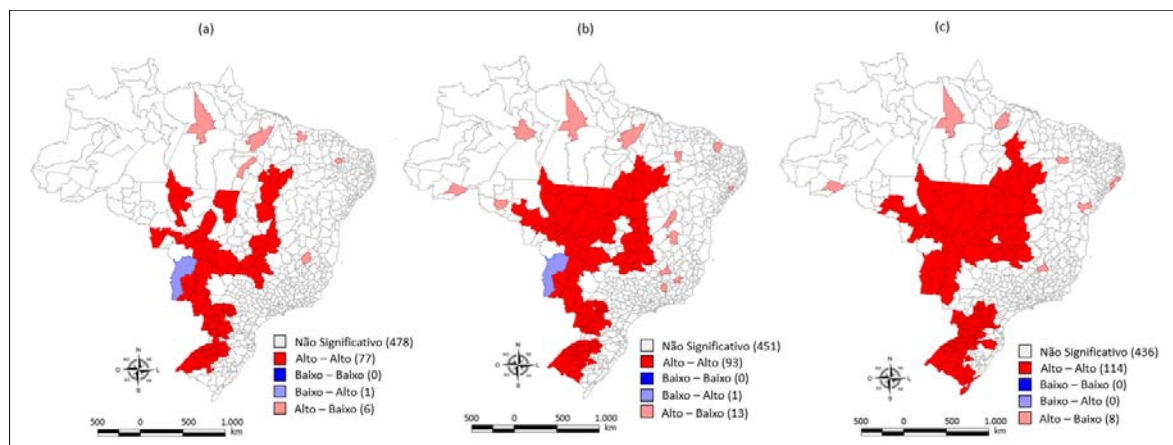 (a)
Não Significativo (478)
Alto – Alto (77)
Baixo – Baixo (0)
Baixo – Alto (1)
Alto – Baixo (6)
N
L
S
O
500 0 500 1.000
km
(b)
Não Significativo (451)
Alto – Alto (93)
Baixo – Baixo (0)
Baixo – Alto (1)
Alto – Baixo (13)
N
L
S
O
500 0 500 1.000
km
(c)
Não Significativo (436)
Alto – Alto (114)
Baixo – Baixo (0)
Baixo – Alto (0)
Alto – Baixo (8)
N
L
S
O
500 0 500 1.000
km